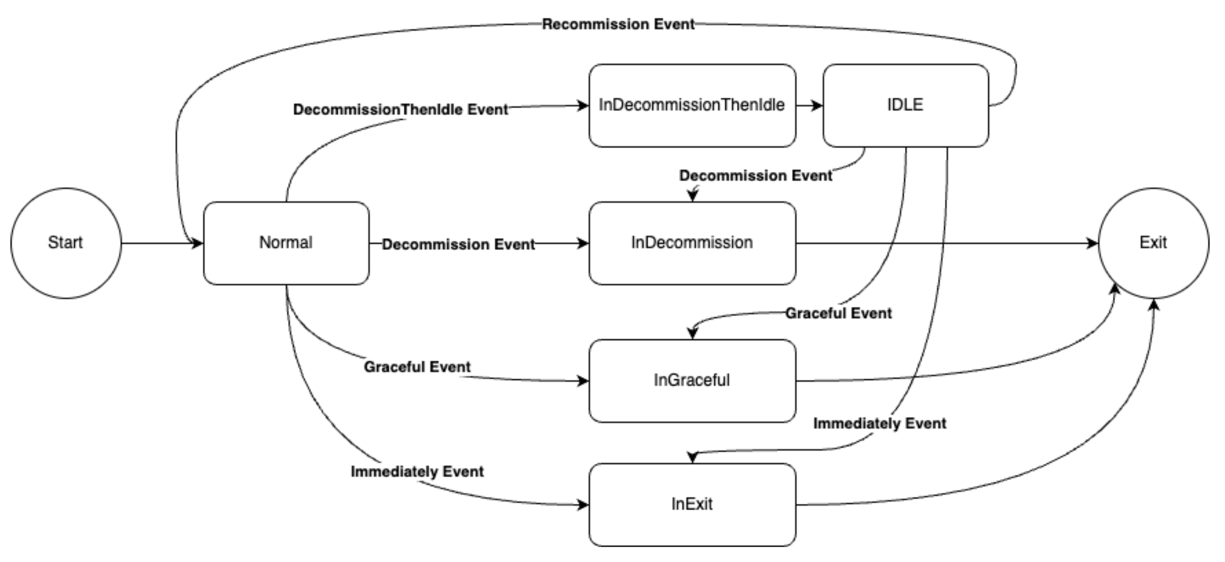 Recommission Event
InDecommissionThenIdle
IDLE
DecommissionThenIdle Event
Decommission Event
Start
Normal
Decommission Event
InDecommission
Exit
Graceful Event
Graceful Event
InGraceful
Immediately Event
Immediately Event
InExit